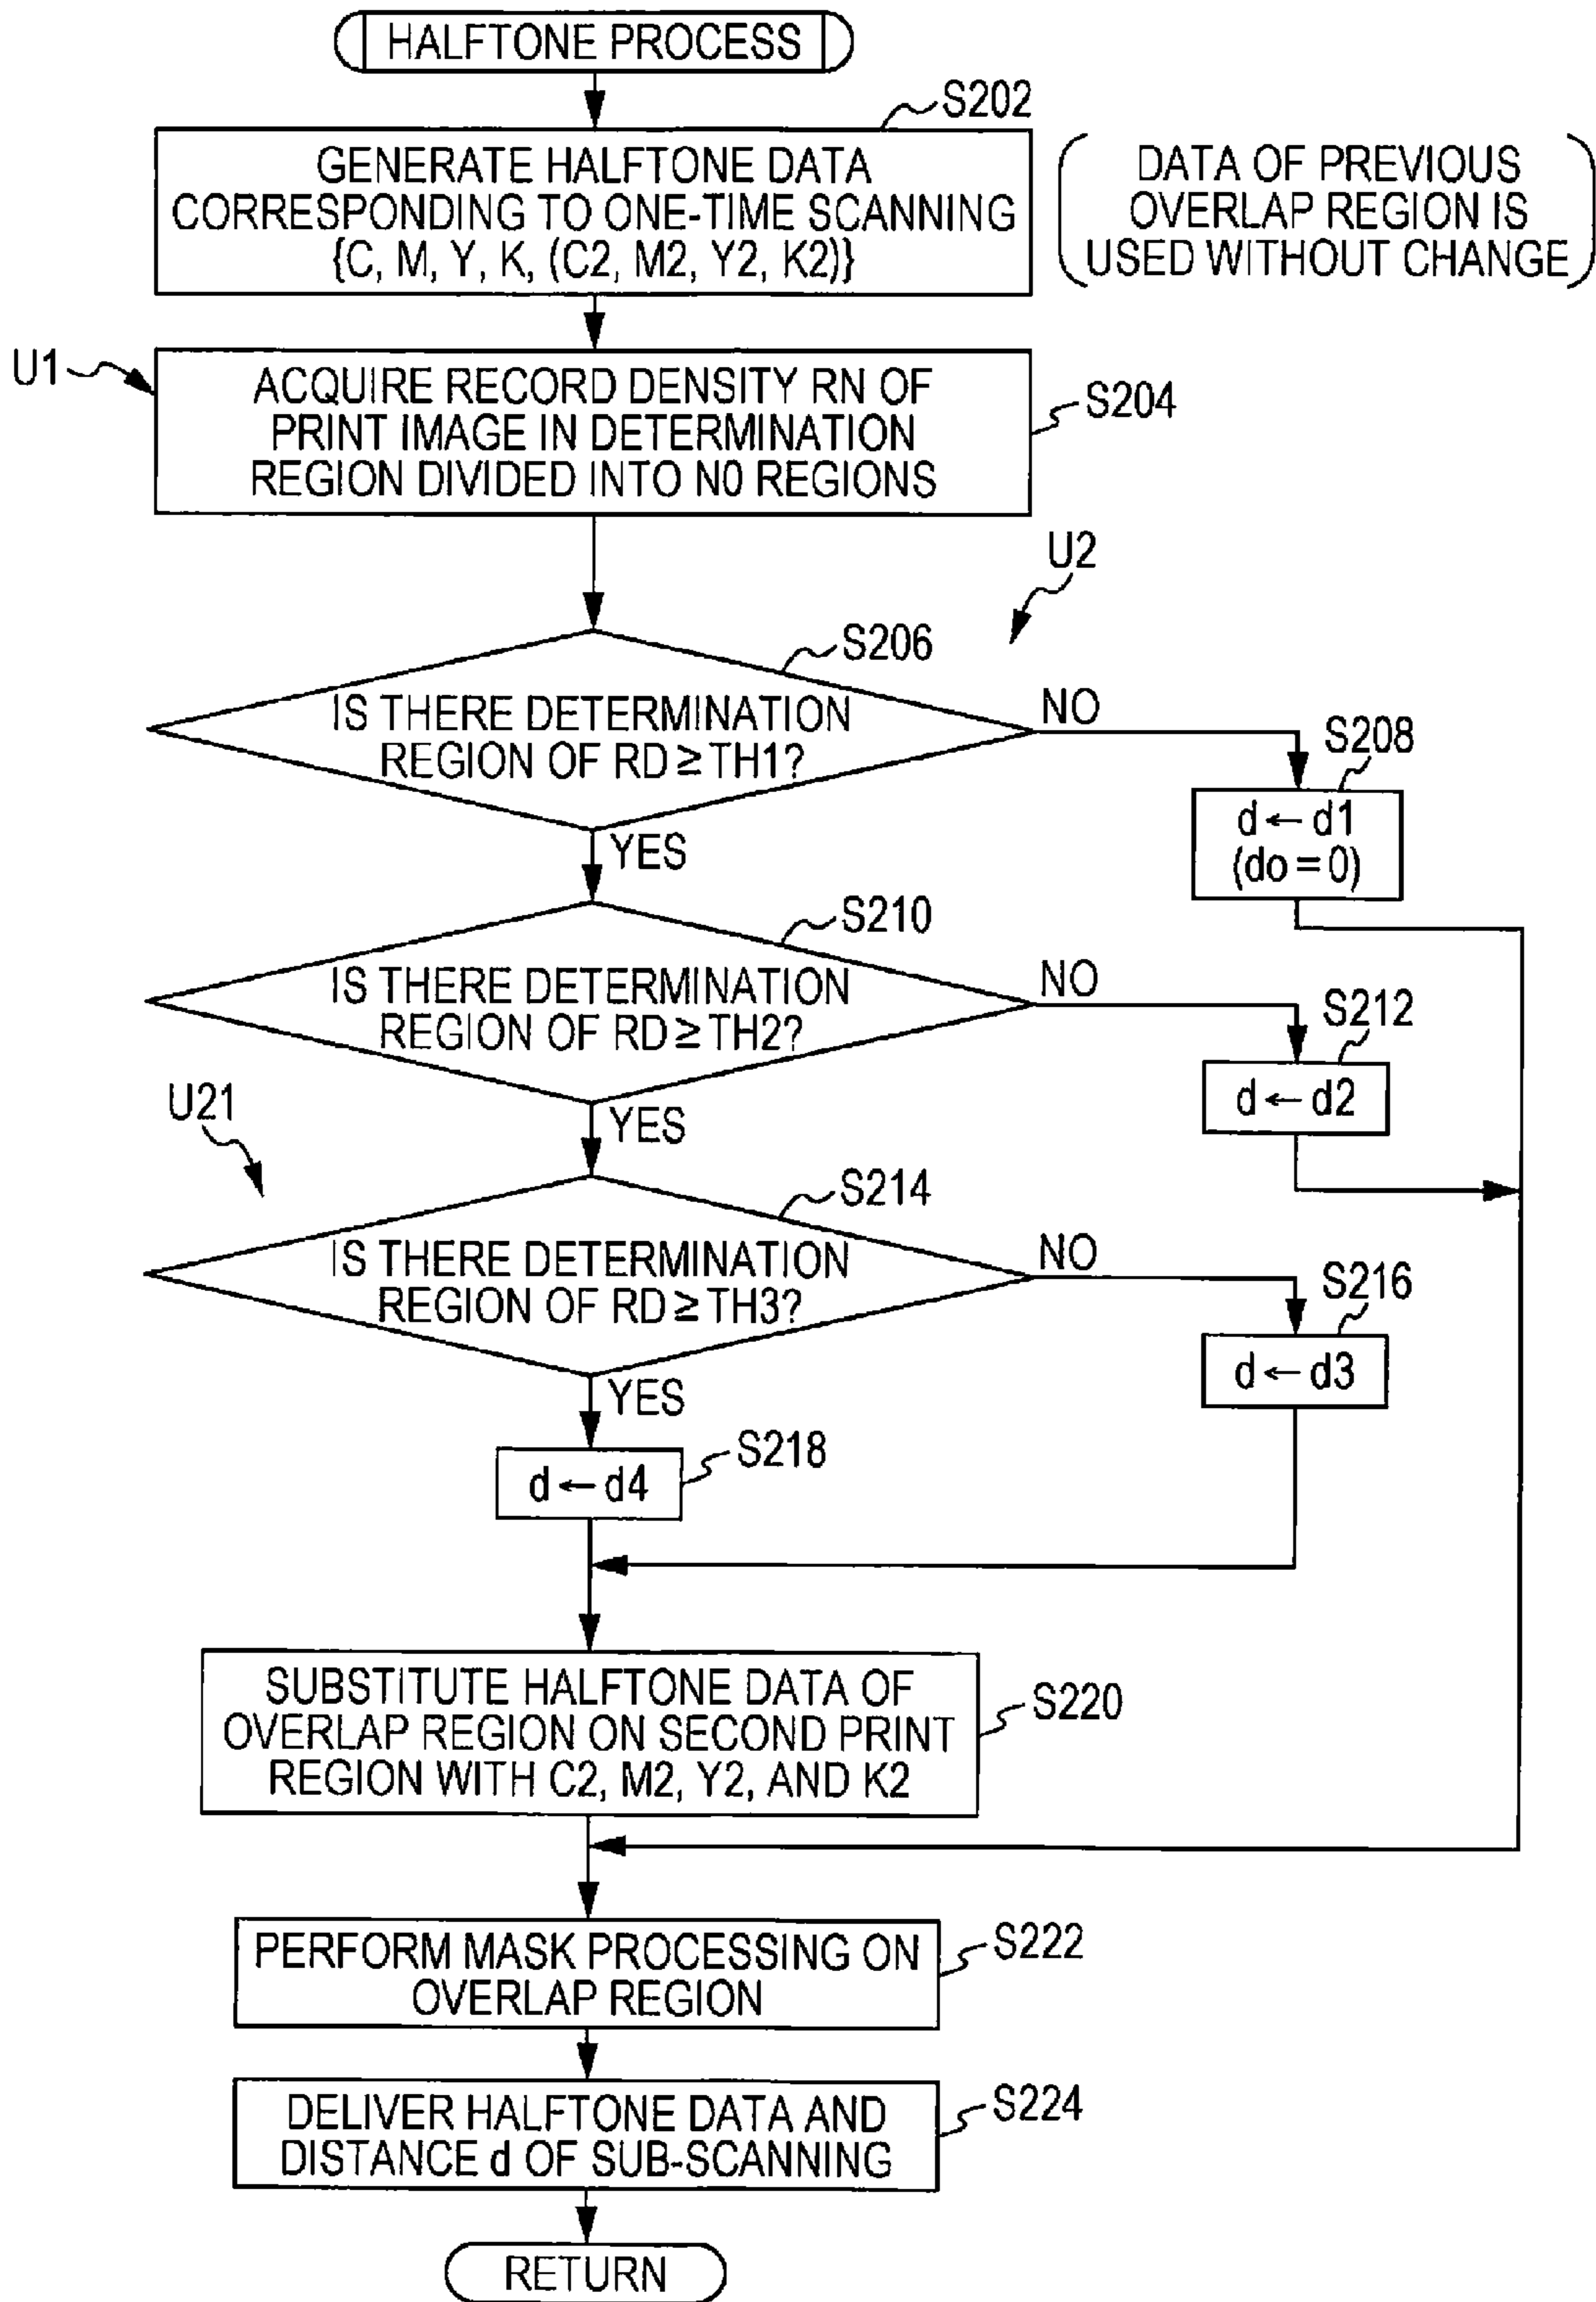 HALFTONE PROCESS
S202
GENERATE HALFTONE DATA
CORRESPONDING TO ONE-TIME SCANNING
{C, M, Y, K, (C2, M2, Y2, K2)}
DATA OF PREVIOUS
OVERLAP REGION IS
USED WITHOUT CHANGE
U1
ACQUIRE RECORD DENSITY RN OF
PRINT IMAGE IN DETERMINATION
REGION DIVIDED INTO N0 REGIONS
S204
U2
S206
IS THERE DETERMINATION
REGION OF RD ≥ TH1?
NO
S208
d ← d1
(do = 0)
YES
S210
IS THERE DETERMINATION
REGION OF RD ≥ TH2?
NO
S212
d ← d2
U21
YES
S214
IS THERE DETERMINATION
REGION OF RD ≥ TH3?
NO
S216
d ← d3
YES
S218
d ← d4
SUBSTITUTE HALFTONE DATA OF
OVERLAP REGION ON SECOND PRINT
REGION WITH C2, M2, Y2, AND K2
S220
PERFORM MASK PROCESSING ON
OVERLAP REGION
S222
DELIVER HALFTONE DATA AND
DISTANCE d OF SUB-SCANNING
S224
RETURN